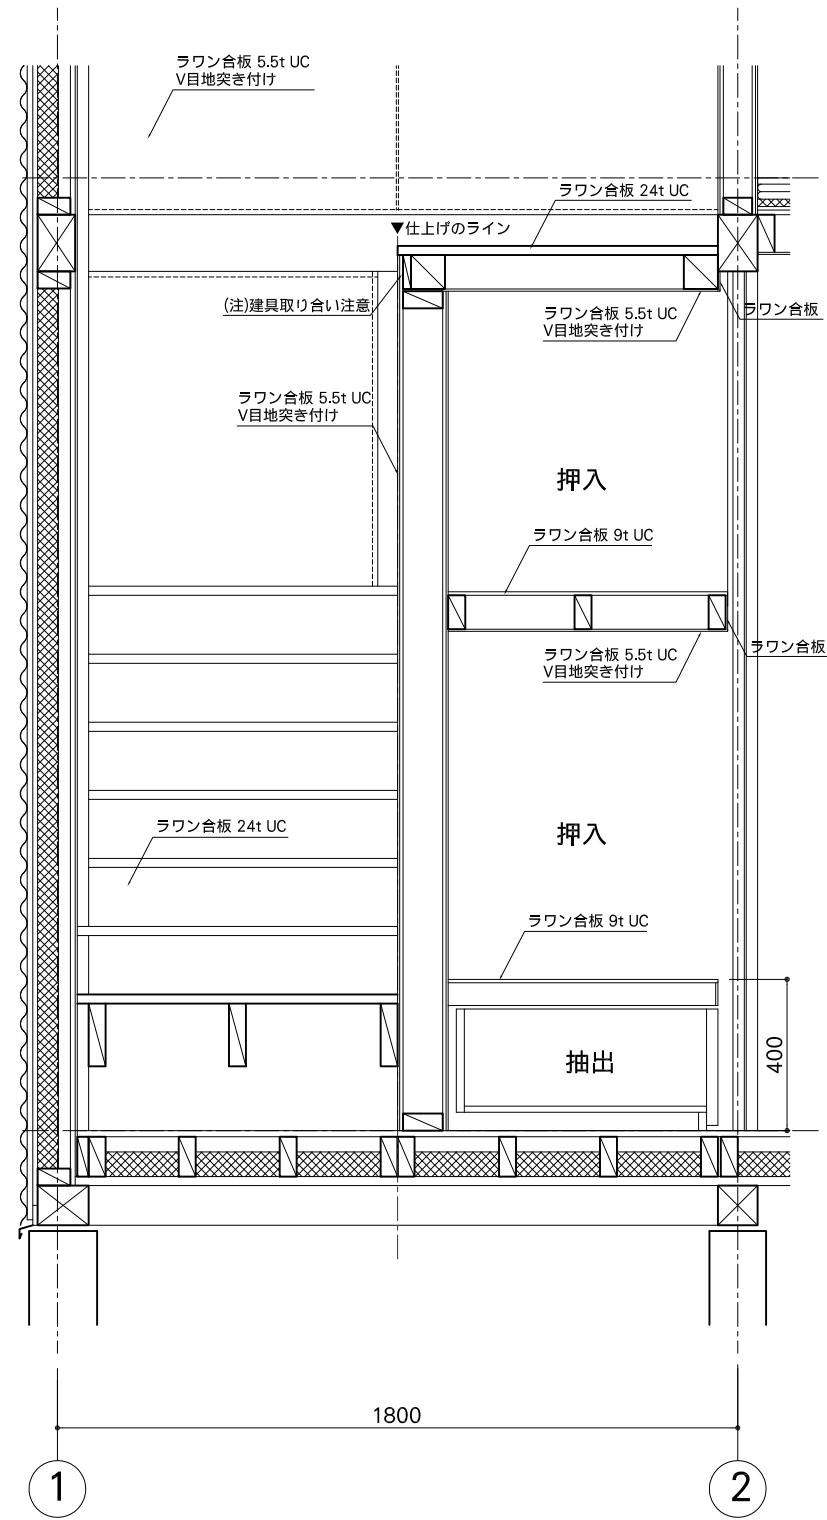 ラワン合板 5.5t UC
V目地突き付け
ラワン合板 24t UC
▼仕上げのライン
(注)建具取り合い注意
ラワン合板 5.5t UC
V目地突き付け
ラワン合板
ラワン合板 5.5t UC
V目地突き付け
押入
ラワン合板 9t UC
ラワン合板 5.5t UC
V目地突き付け
ラワン合板
ラワン合板 24t UC
押入
ラワン合板 9t UC
抽出
400
1800
1
2